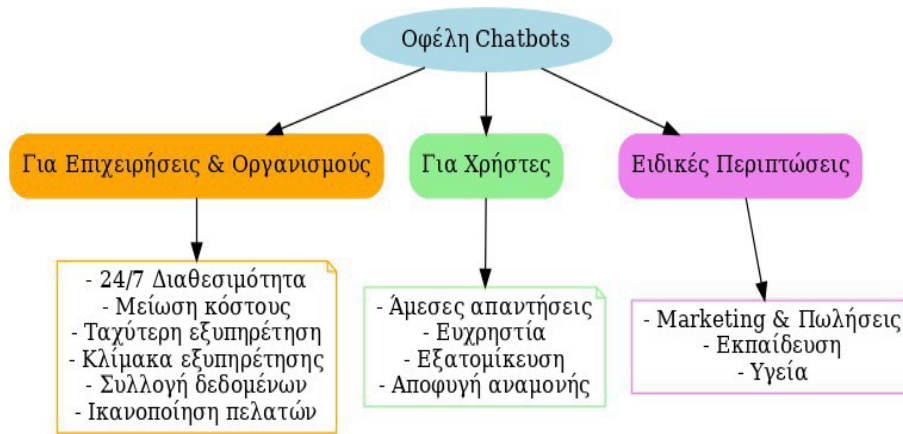 Οφέλη Chatbots
Για Επιχειρήσεις & Οργανισμούς
Για Χρήστες
Ειδικές Περιπτώσεις
- 24/7 Διαθεσιμότητα
- Μείωση κόστους
- Ταχύτερη εξυπηρέτηση
- Κλίμακα εξυπηρέτησης
- Συλλογή δεδομένων
- Ικανοποίηση πελατών
- Άμεσες απαντήσεις
- Ευχρηστία
- Εξατομίκευση
- Αποφυγή αναμονής
- Marketing & Πωλήσεις
- Εκπαίδευση
- Υγεία